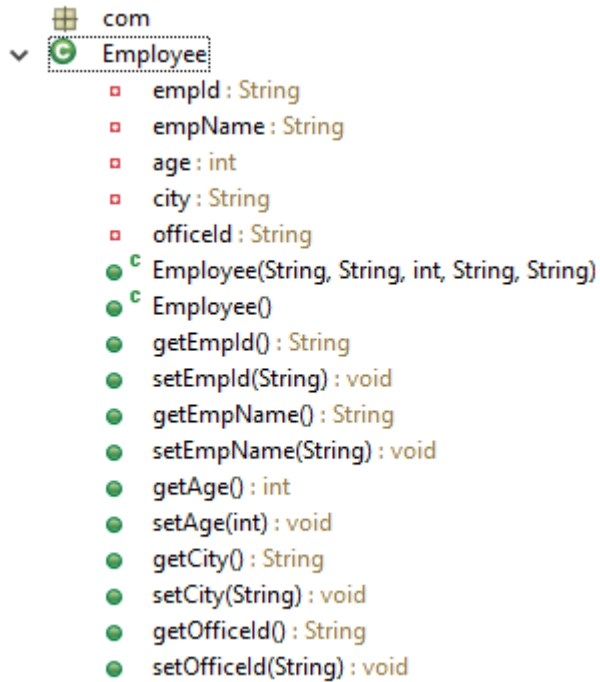 com
Employee
empId : String
empName : String
age : int
city : String
officeId : String
Employee(String, String, int, String, String)
Employee()
getEmpId() : String
setEmpId(String) : void
getEmpName() : String
setEmpName(String) : void
getAge() : int
setAge(int) : void
getCity() : String
setCity(String) : void
getOfficeId() : String
setOfficeId(String) : void